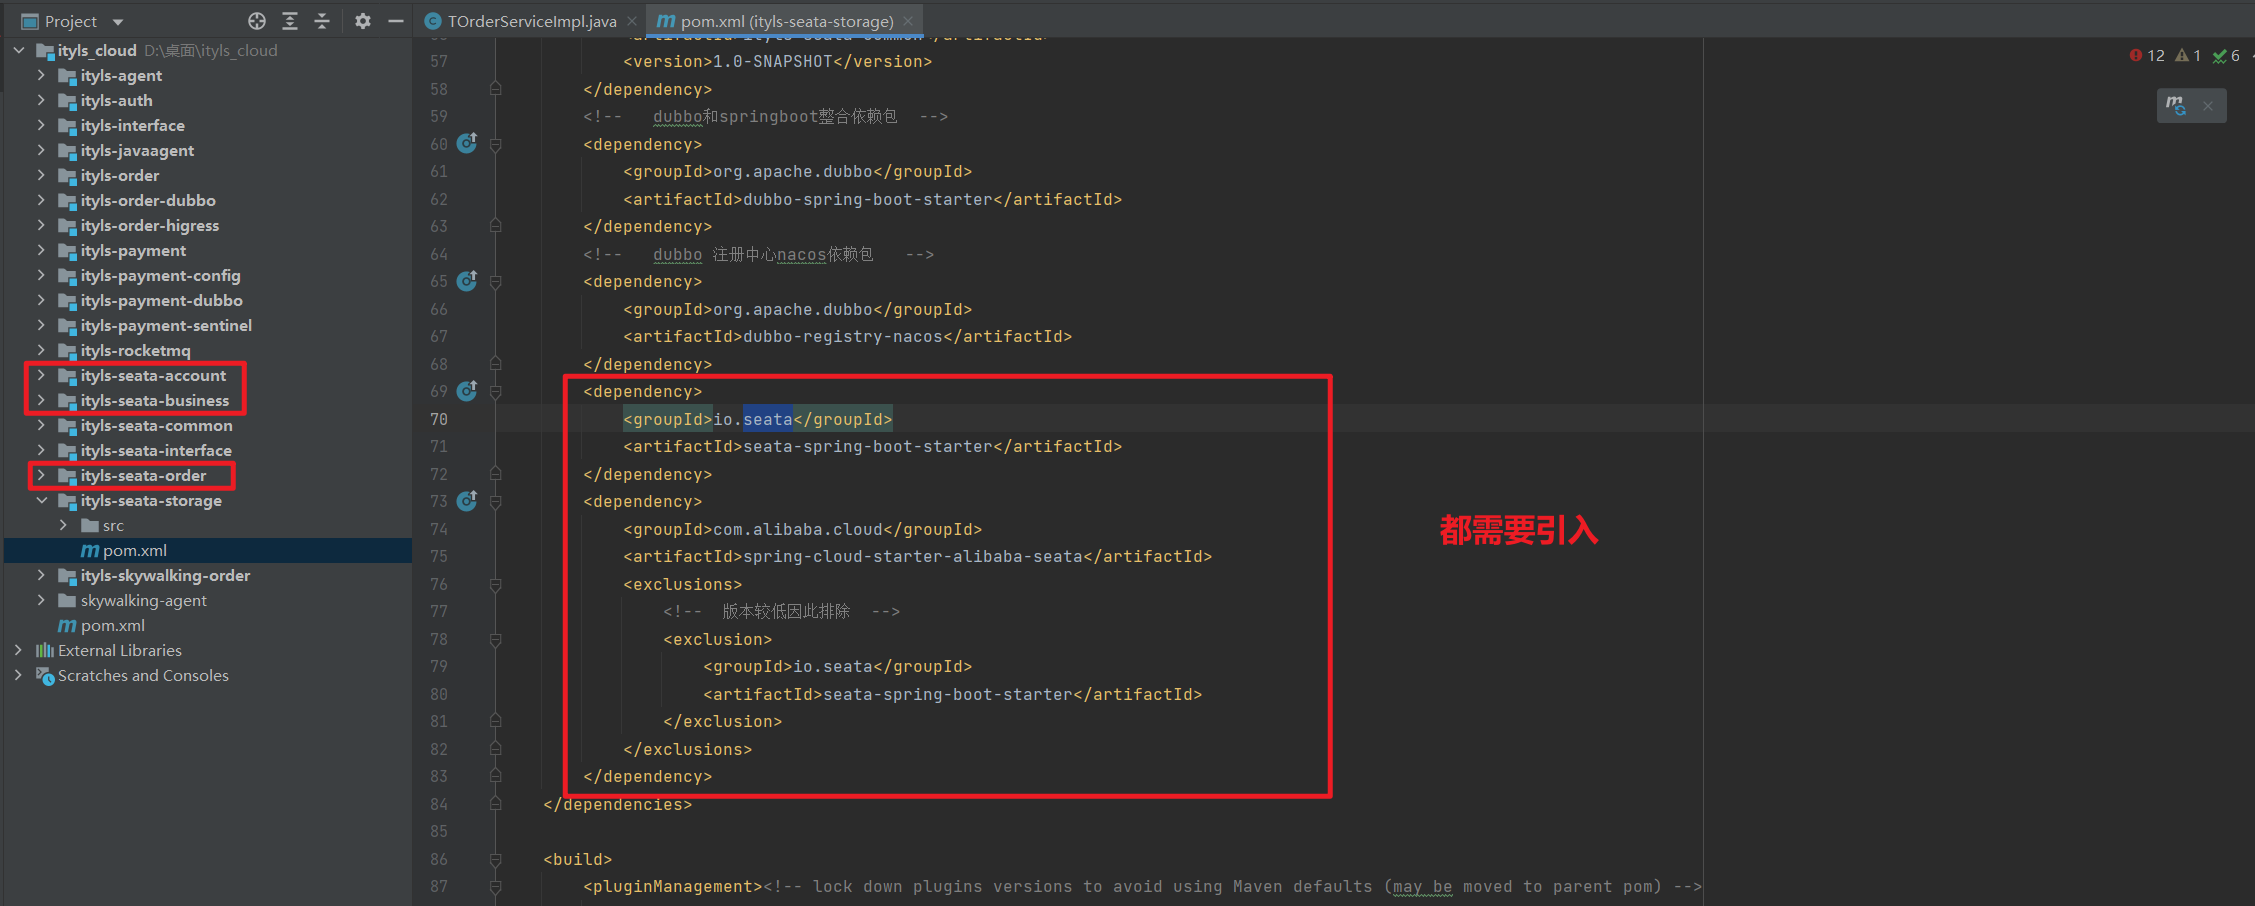 Project
TOrderServiceImpl.java
pom.xml (ityls-seata-storage)
ityls_cloud D:\桌面\ityls_cloud
ityls-agent
ityls-auth
ityls-interface
ityls-javaagent
ityls-order
ityls-order-dubbo
ityls-order-higress
ityls-payment
ityls-payment-config
ityls-payment-dubbo
ityls-payment-sentinel
ityls-rocketmq
ityls-seata-account
ityls-seata-business
ityls-seata-common
ityls-seata-interface
ityls-seata-order
ityls-seata-storage
src
pom.xml
ityls-skywalking-order
skywalking-agent
pom.xml
External Libraries
Scratches and Consoles
12 1 6
57 <version>1.0-SNAPSHOT</version>
58 </dependency>
59 <!-- dubbo和springboot整合依赖包 -->
60 <dependency>
61 <groupId>org.apache.dubbo</groupId>
62 <artifactId>dubbo-spring-boot-starter</artifactId>
63 </dependency>
64 <!-- dubbo 注册中心nacos依赖包 -->
65 <dependency>
66 <groupId>org.apache.dubbo</groupId>
67 <artifactId>dubbo-registry-nacos</artifactId>
68 </dependency>
69 <dependency>
70 <groupId>io.seata</groupId>
71 <artifactId>seata-spring-boot-starter</artifactId>
72 </dependency>
73 <dependency>
74 <groupId>com.alibaba.cloud</groupId>
75 <artifactId>spring-cloud-starter-alibaba-seata</artifactId>
76 <exclusions>
77 <!-- 版本较低因此排除 -->
78 <exclusion>
79 <groupId>io.seata</groupId>
80 <artifactId>seata-spring-boot-starter</artifactId>
81 </exclusion>
82 </exclusions>
83 </dependency>
84 </dependencies>
85
86 <build>
87 <pluginManagement><!-- lock down plugins versions to avoid using Maven defaults (may be moved to parent pom) -->
都需要引入